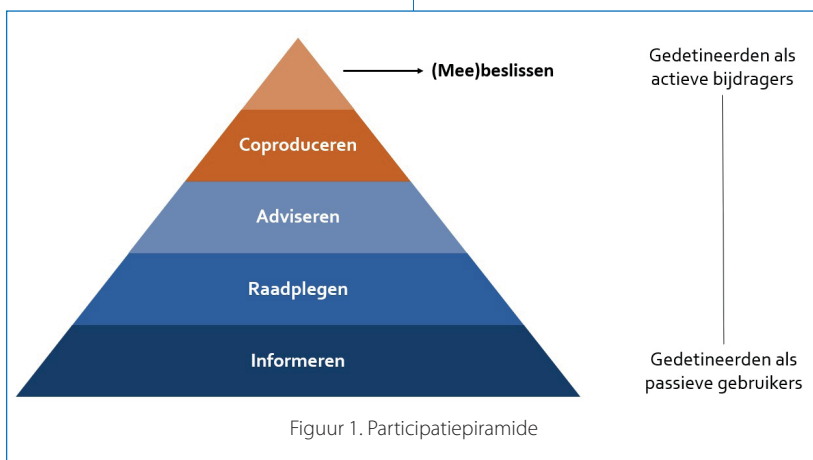 (Mee)beslissen
Coproduceren
Adviseren
Raadplegen
Informeren
Gedetineerden als
actieve bijdragers
Gedetineerden als
passieve gebruikers
Figuur 1. Participatiepiramide